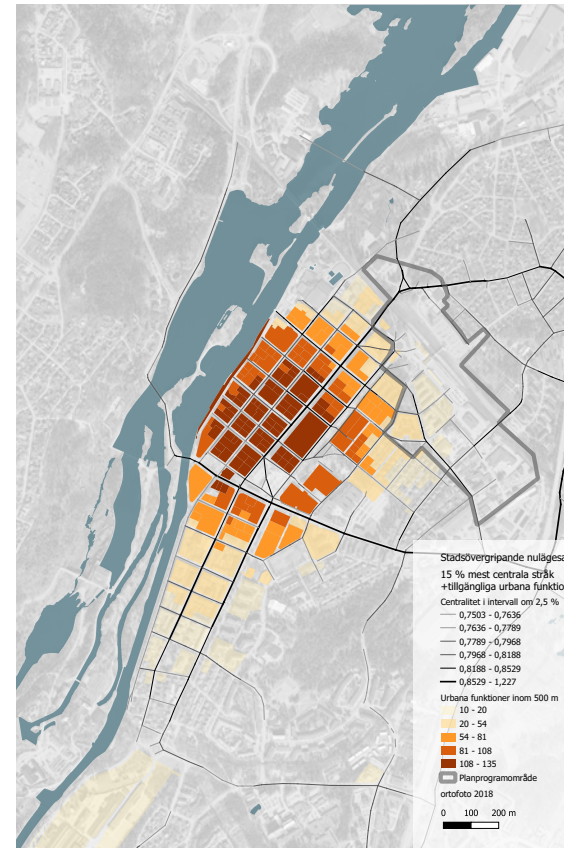 Stadsövergripande nulägesa
15 % mest centrala stråk
+tillgängliga urbana funktio
Centralitet i intervall om 2,5 %
0,7503 - 0,7636
0,7636 - 0,7789
0,7789 - 0,7968
0,7968 - 0,8188
0,8188 - 0,8529
0,8529 - 1,227
Urbana funktioner inom 500 m
10 - 20
20 - 54
54 - 81
81 - 108
108 - 135
Planprogramområde
ortofoto 2018
0 100 200 m